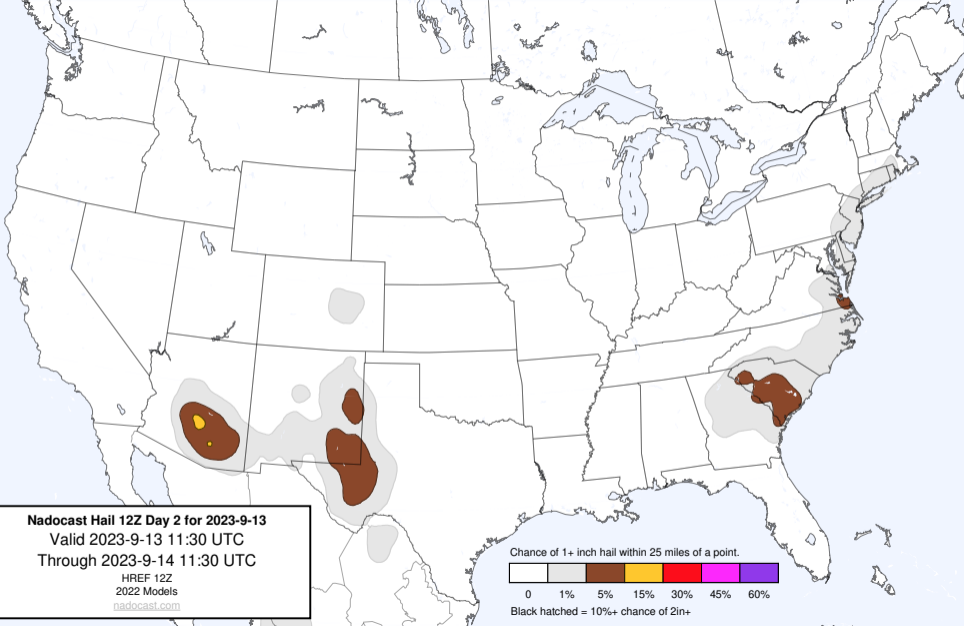 Nadocast Hail 12Z Day 2 for 2023-9-13
Valid 2023-9-13 11:30 UTC
Through 2023-9-14 11:30 UTC
HREF 12Z
2022 Models
nadocast.com
Chance of 1+ inch hail within 25 miles of a point.
0 1% 5% 15% 30% 45% 60%
Black hatched = 10%+ chance of 2in+